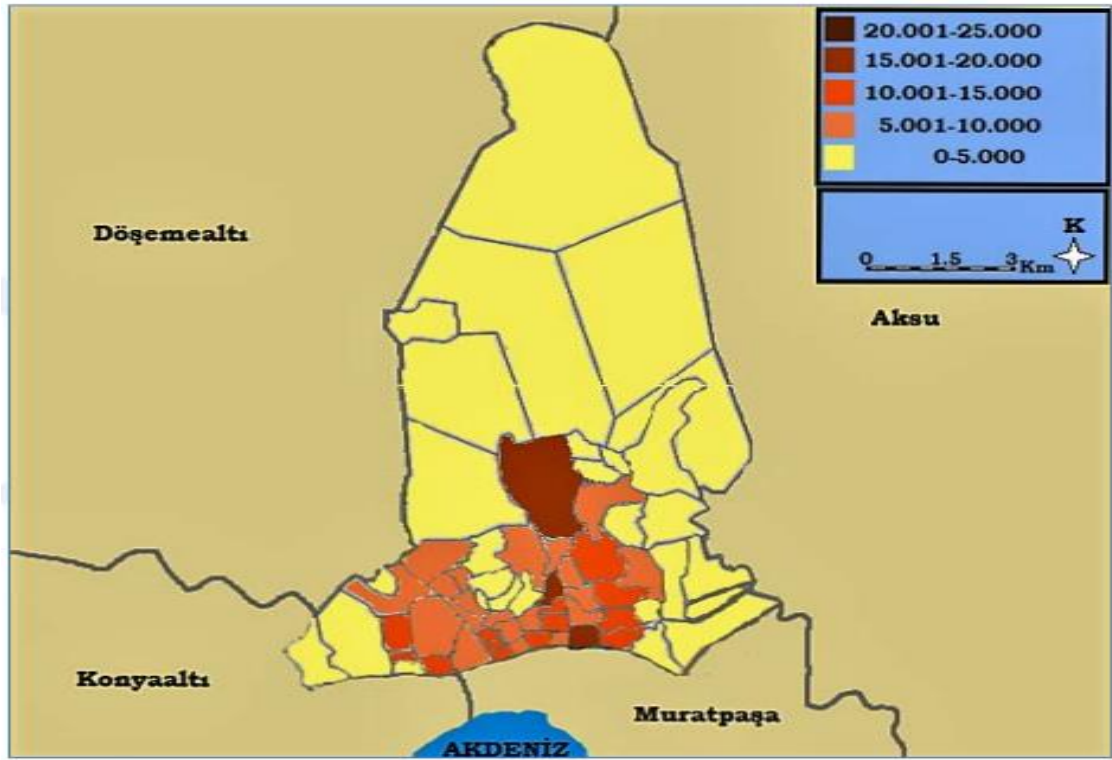 20.001-25.000
15.001-20.000
10.001-15.000
5.001-10.000
0-5.000
K
0 1.5 3 Km
Döşemealtı
Aksu
Konyaaltı
Muratpaşa
AKDENİZ